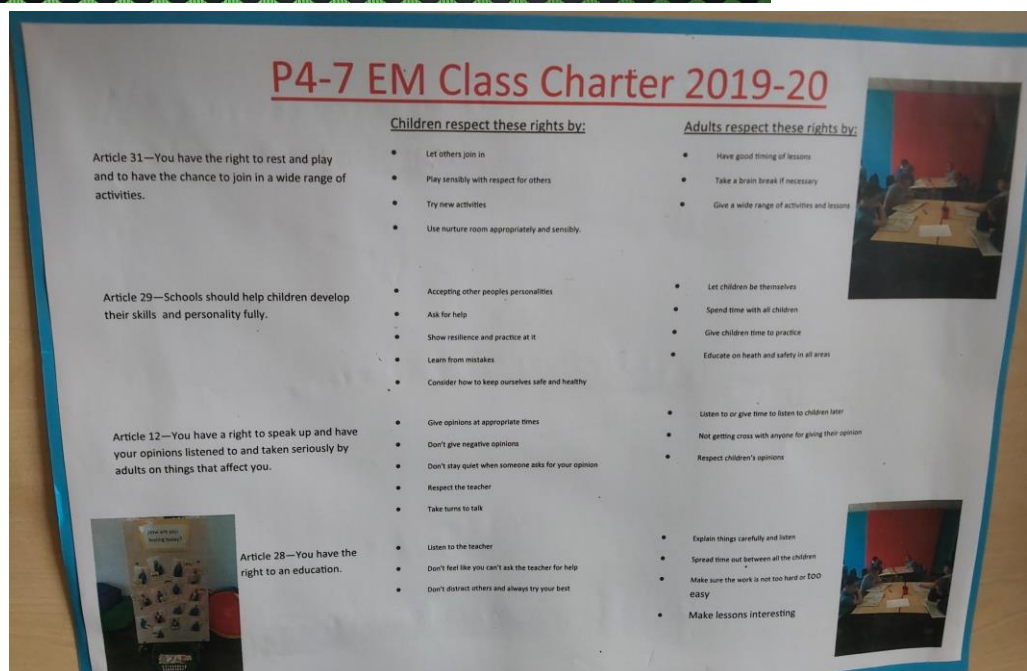 P4-7 EM Class Charter 2019-20
Children respect these rights by:
Adults respect these rights by:
Article 31—You have the right to rest and play
and to have the chance to join in a wide range of
activities.
• Let others join in
• Play sensibly with respect for others
• Try new activities
• Use nurture room appropriately and sensibly.
• Have good timing of lessons
• Take a brain break if necessary
• Give a wide range of activities and lessons
Article 29—Schools should help children develop
their skills and personality fully.
• Accepting other peoples personalities
• Ask for help
• Show resilience and practice at it
• Learn from mistakes
• Consider how to keep ourselves safe and healthy
• Let children be themselves
• Spend time with all children
• Give children time to practice
• Educate on heath and safety in all areas
Article 12—You have a right to speak up and have
your opinions listened to and taken seriously by
adults on things that affect you.
• Give opinions at appropriate times
• Don't give negative opinions
• Don't stay quiet when someone asks for your opinion
• Respect the teacher
• Take turns to talk
• Listen to or give time to listen to children later
• Not getting cross with anyone for giving their opinion
• Respect children's opinions
How are you
feeling today?
Article 28—You have the
right to an education.
• Listen to the teacher
• Don't feel like you can't ask the teacher for help
• Don't distract others and always try your best
• Explain things carefully and listen
• Spread time out between all the children
• Make sure the work is not too hard or too
easy
• Make lessons interesting